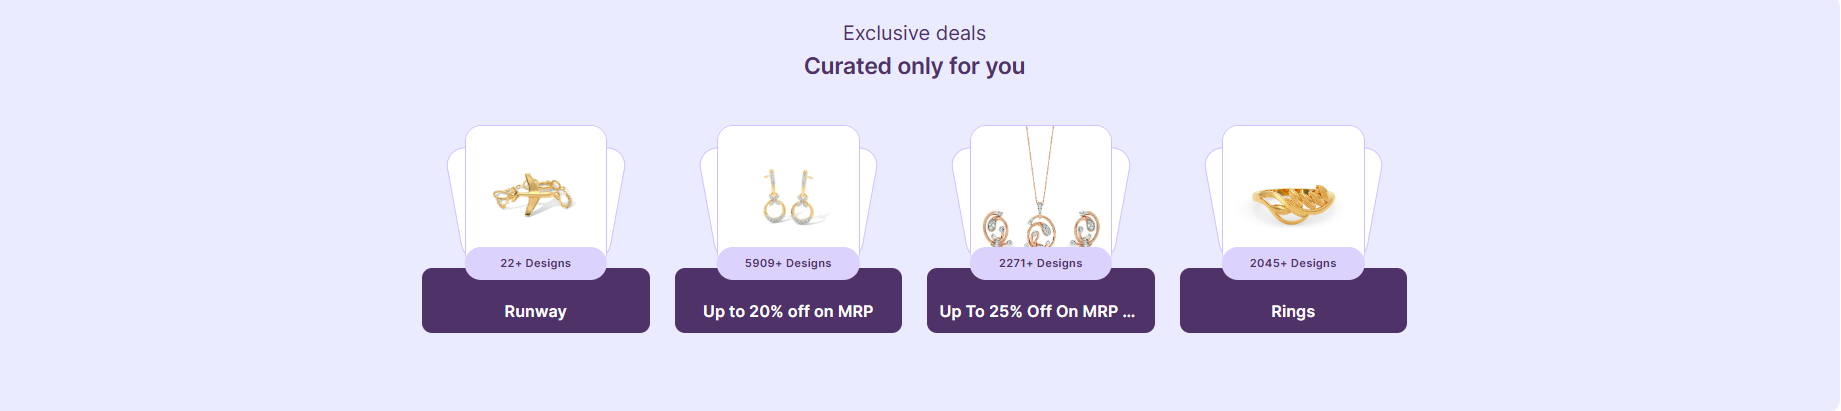 Exclusive deals
Curated only for you
22+ Designs
Runway
5909+ Designs
Up to 20% off on MRP
2271+ Designs
Up To 25% Off On MRP ...
2045+ Designs
Rings